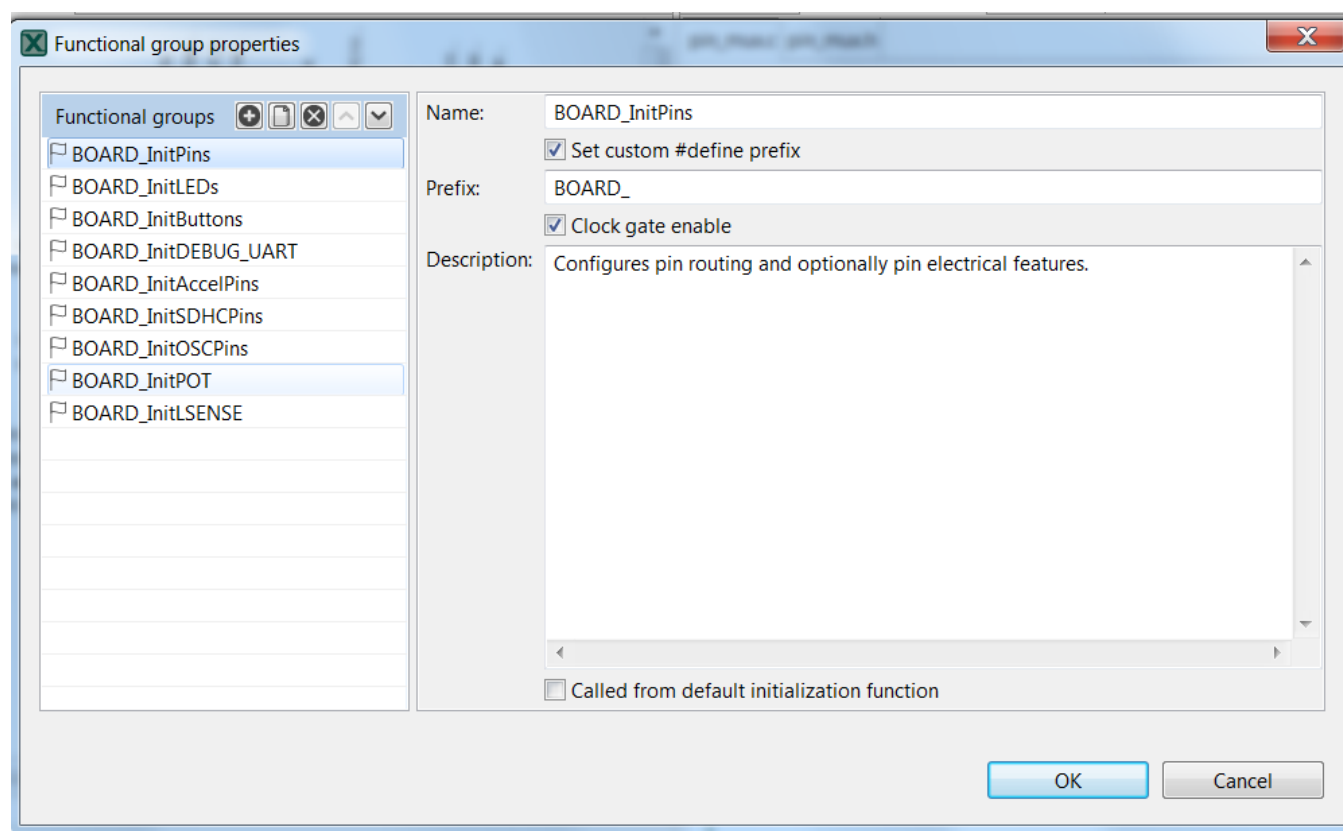 Functional group properties
Functional groups
BOARD_InitPins
BOARD_InitLEDs
BOARD_InitButtons
BOARD_InitDEBUG_UART
BOARD_InitAccelPins
BOARD_InitSDHCPins
BOARD_InitOSCPins
BOARD_InitPOT
BOARD_InitLSENSE
Name: BOARD_InitPins
Set custom #define prefix
Prefix: BOARD_
Clock gate enable
Description: Configures pin routing and optionally pin electrical features.
Called from default initialization function
OK Cancel